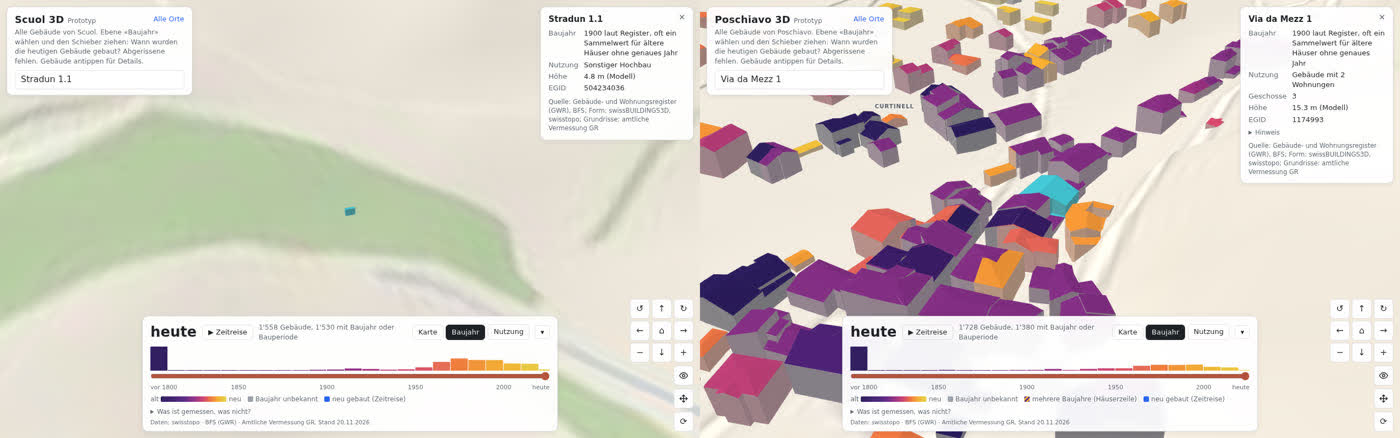 Scuol 3D Prototyp Alle Orte
Alle Gebäude von Scuol. Ebene «Baujahr»
wählen und den Schieber ziehen: Wann wurden
die heutigen Gebäude gebaut? Abgerissene
fehlen. Gebäude antippen für Details.
Stradun 1.1
Stradun 1.1 ✕
Baujahr 1900 laut Register, oft ein
Sammelwert für ältere
Häuser ohne genaues Jahr
Nutzung Sonstiger Hochbau
Höhe 4.8 m (Modell)
EGID 504234036
Quelle: Gebäude- und Wohnungsregister
(GWR), BFS, Form: swissBUILDINGS3D,
swisstopo; Grundrisse: amtliche
Vermessung GR
heute ▶ Zeitreise 1'558 Gebäude, 1'530 mit Baujahr oder
Bauperiode
Karte Baujahr Nutzung ▾
vor 1800 1850 1900 1950 2000 heute
alt neu Baujahr unbekannt neu gebaut (Zeitreise)
▶ Was ist gemessen, was nicht?
Daten: swisstopo · BFS (GWR) · Amtliche Vermessung GR, Stand 20.11 2026
↺ ↑ ↻
← ⌂ →
− ↓ +
Poschiavo 3D Prototyp Alle Orte
Alle Gebäude von Poschiavo. Ebene «Baujahr»
wählen und den Schieber ziehen: Wann wurden
die heutigen Gebäude gebaut? Abgerissene
fehlen. Gebäude antippen für Details.
Via da Mezz 1
CURTINELL
Via da Mezz 1 ✕
Baujahr 1900 laut Register, oft ein
Sammelwert für ältere
Häuser ohne genaues
Jahr
Nutzung Gebäude mit 2
Wohnungen
Geschosse 3
Höhe 15.3 m (Modell)
EGID 1174993
▶ Hinweis
Quelle: Gebäude- und Wohnungsregister
(GWR), BFS, Form: swissBUILDINGS3D,
swisstopo; Grundrisse: amtliche
Vermessung GR
heute ▶ Zeitreise 1'728 Gebäude, 1'380 mit Baujahr oder
Bauperiode
Karte Baujahr Nutzung ▾
vor 1800 1850 1900 1950 2000 heute
alt neu Baujahr unbekannt mehrere Baujahre (Häuserzeile) neu gebaut (Zeitreise)
▶ Was ist gemessen, was nicht?
Daten: swisstopo · BFS (GWR) · Amtliche Vermessung GR, Stand 20.11 2026
↺ ↑ ↻
← ⌂ →
− ↓ +